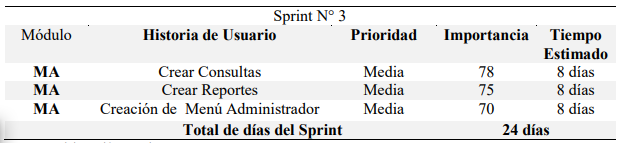 Sprint N° 3
Módulo Historia de Usuario Prioridad Importancia Tiempo Estimado
MA Crear Consultas Media 78 8 días
MA Crear Reportes Media 75 8 días
MA Creación de Menú Administrador Media 70 8 días
Total de días del Sprint 24 días